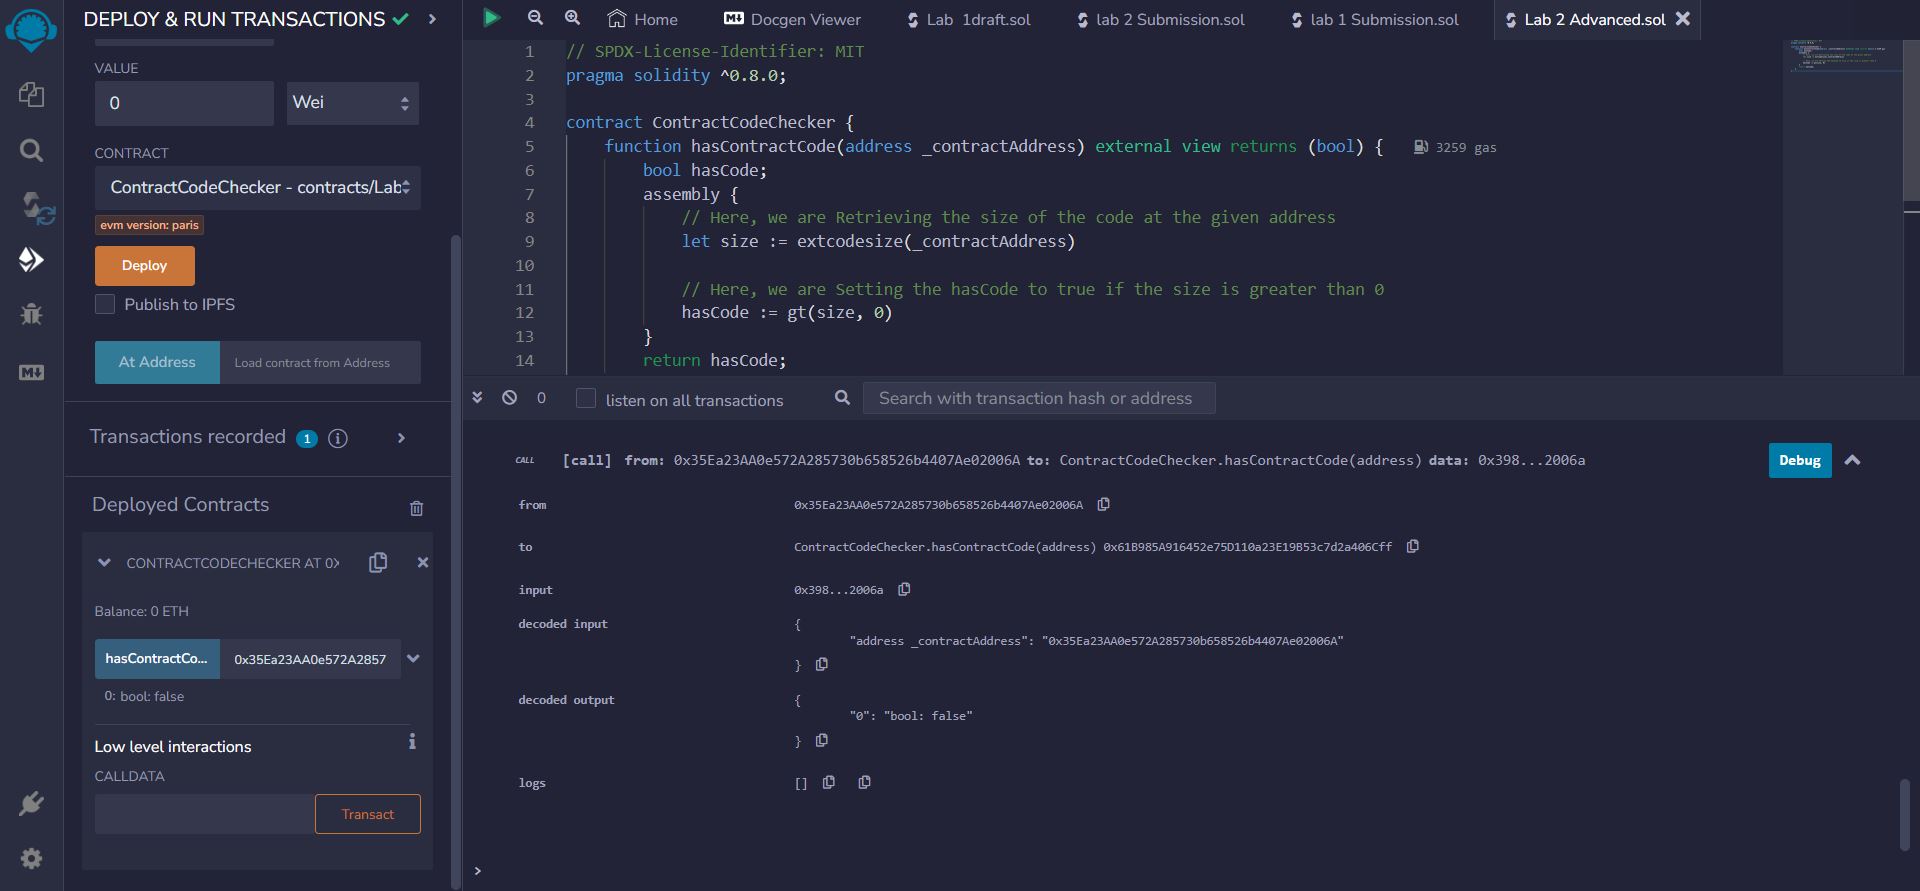 DEPLOY & RUN TRANSACTIONS
VALUE
0
Wei
CONTRACT
ContractCodeChecker - contracts/Lab
evm version: paris
Deploy
Publish to IPFS
At Address
Load contract from Address
Transactions recorded 1
Deployed Contracts
CONTRACTCODECHECKER AT 0X
Balance: 0 ETH
hasContractCo...
0x35Ea23AA0e572A2857
0: bool: false
Low level interactions
CALLDATA
Transact
Home
Docgen Viewer
Lab 1draft.sol
lab 2 Submission.sol
lab 1 Submission.sol
Lab 2 Advanced.sol
1 // SPDX-License-Identifier: MIT
2 pragma solidity ^0.8.0;
3
4 contract ContractCodeChecker {
5 function hasContractCode(address _contractAddress) external view returns (bool) { 3259 gas
6 bool hasCode;
7 assembly {
8 // Here, we are Retrieving the size of the code at the given address
9 let size := extcodesize(_contractAddress)
10
11 // Here, we are Setting the hasCode to true if the size is greater than 0
12 hasCode := gt(size, 0)
13 }
14 return hasCode;
0
listen on all transactions
Search with transaction hash or address
CALL [call] from: 0x35Ea23AA0e572A285730b658526b4407Ae02006A to: ContractCodeChecker.hasContractCode(address) data: 0x398...2006a
Debug
from 0x35Ea23AA0e572A285730b658526b4407Ae02006A
to ContractCodeChecker.hasContractCode(address) 0x61B985A916452e75D110a23E19B53c7d2a406Cff
input 0x398...2006a
decoded input {
"address _contractAddress": "0x35Ea23AA0e572A285730b658526b4407Ae02006A"
}
decoded output {
"0": "bool: false"
}
logs []
>